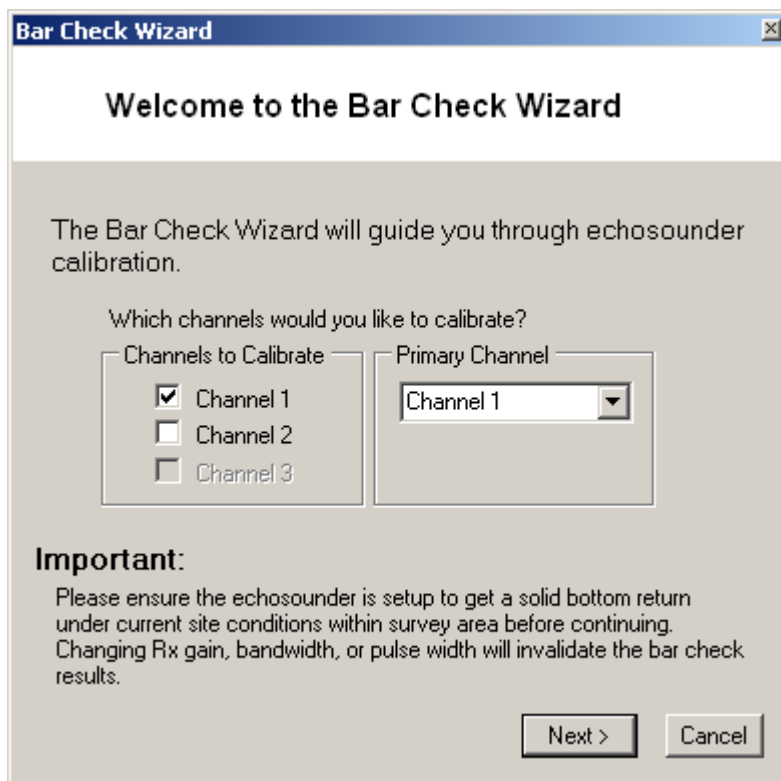 Bar Check Wizard
Welcome to the Bar Check Wizard
The Bar Check Wizard will guide you through echosounder
calibration.
Which channels would you like to calibrate?
Channels to Calibrate
Channel 1
Channel 2
Channel 3
Primary Channel
Channel 1
Important:
Please ensure the echosounder is setup to get a solid bottom return
under current site conditions within survey area before continuing.
Changing Rx gain, bandwidth, or pulse width will invalidate the bar check
results.
Next >
Cancel